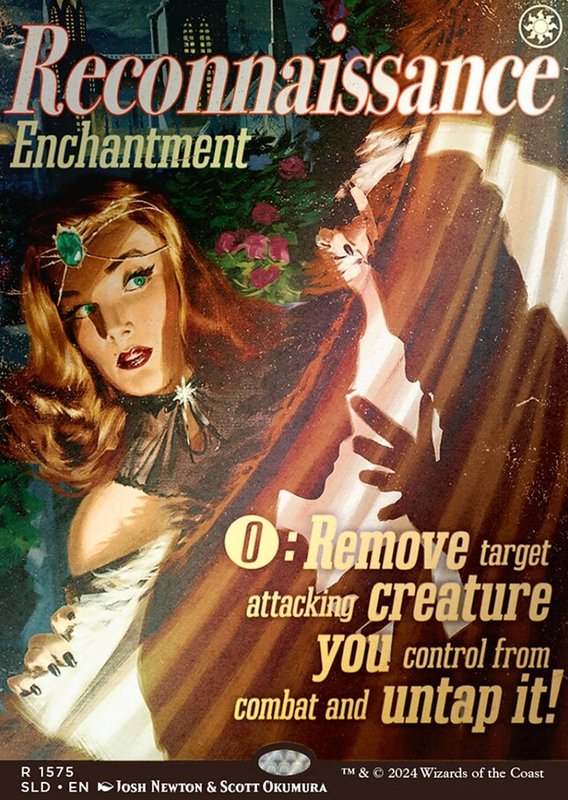 Reconnaissance
Enchantment
0: Remove target
attacking creature
you control from
combat and untap it!
R 1575
SLD • EN Josh Newton & Scott Okumura
™ & © 2024 Wizards of the Coast